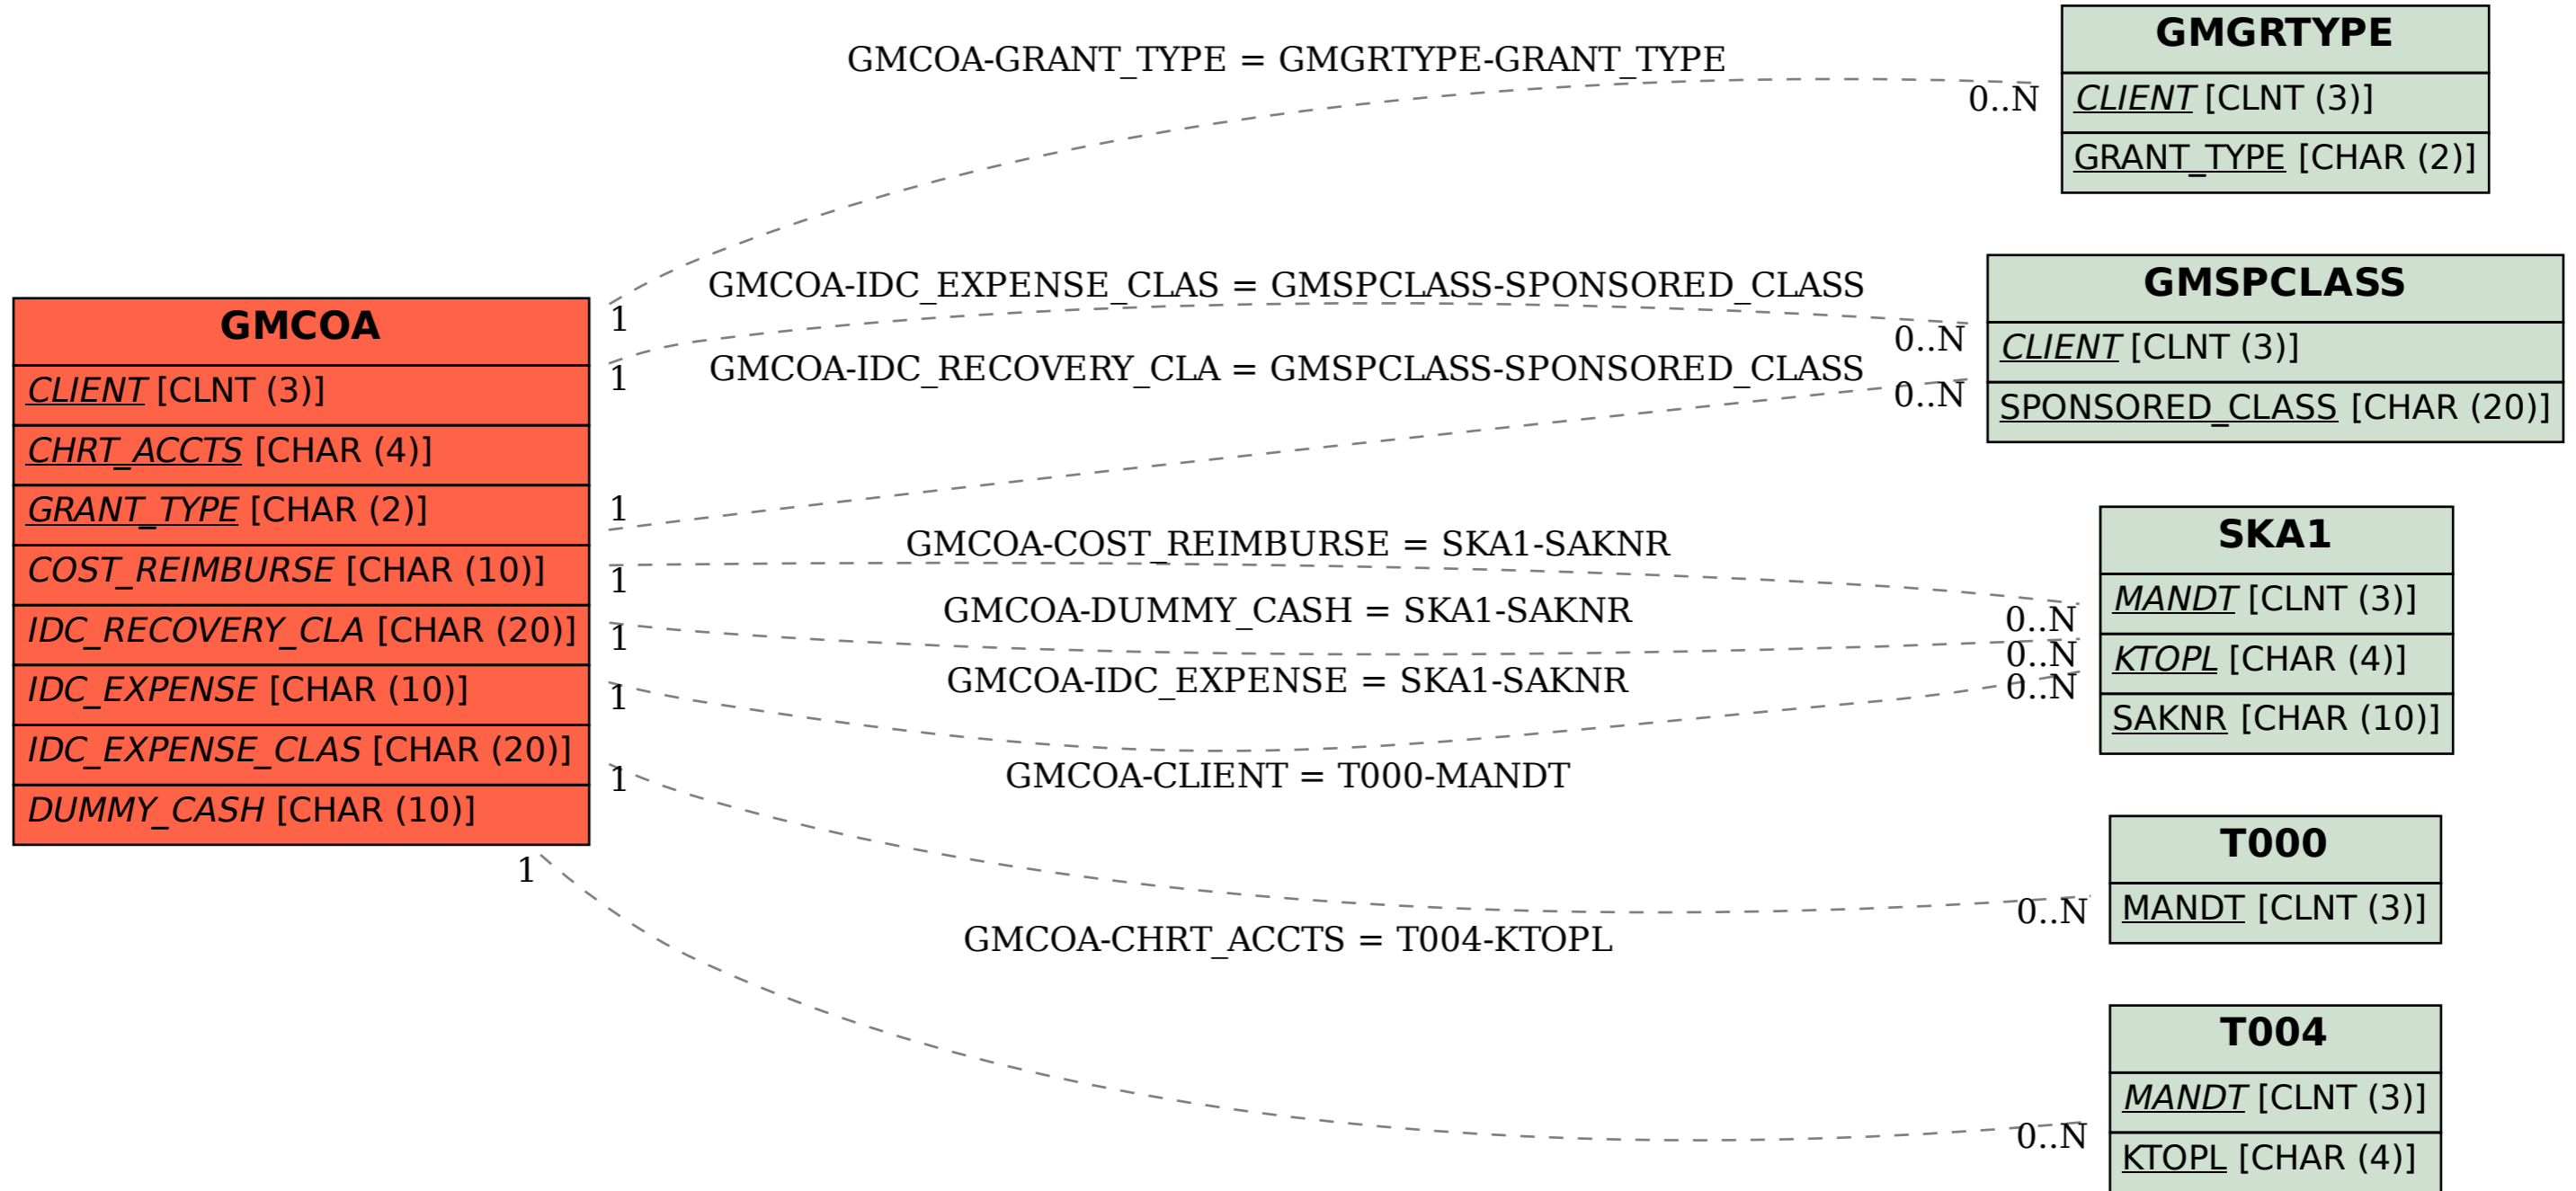 GMCOA
CLIENT [CLNT (3)]
CHRT_ACCTS [CHAR (4)]
GRANT_TYPE [CHAR (2)]
COST_REIMBURSE [CHAR (10)]
IDC_RECOVERY_CLA [CHAR (20)]
IDC_EXPENSE [CHAR (10)]
IDC_EXPENSE_CLAS [CHAR (20)]
DUMMY_CASH [CHAR (10)]
GMCOA-GRANT_TYPE = GMGRTYPE-GRANT_TYPE
1
0..N
GMCOA-IDC_EXPENSE_CLAS = GMSPCLASS-SPONSORED_CLASS
1
0..N
GMCOA-IDC_RECOVERY_CLA = GMSPCLASS-SPONSORED_CLASS
1
0..N
GMCOA-COST_REIMBURSE = SKA1-SAKNR
1
0..N
GMCOA-DUMMY_CASH = SKA1-SAKNR
1
0..N
GMCOA-IDC_EXPENSE = SKA1-SAKNR
1
0..N
GMCOA-CLIENT = T000-MANDT
1
0..N
GMCOA-CHRT_ACCTS = T004-KTOPL
1
0..N
GMGRTYPE
CLIENT [CLNT (3)]
GRANT_TYPE [CHAR (2)]
GMSPCLASS
CLIENT [CLNT (3)]
SPONSORED_CLASS [CHAR (20)]
SKA1
MANDT [CLNT (3)]
KTOPL [CHAR (4)]
SAKNR [CHAR (10)]
T000
MANDT [CLNT (3)]
T004
MANDT [CLNT (3)]
KTOPL [CHAR (4)]